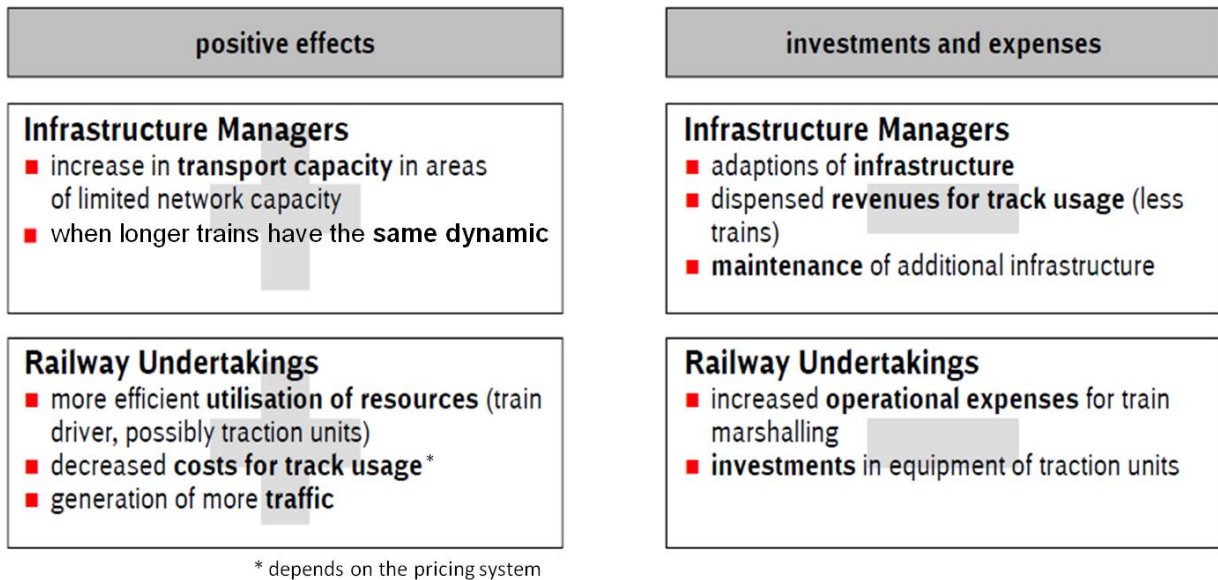 positive effects
Infrastructure Managers
■ increase in transport capacity in areas
of limited network capacity
■ when longer trains have the same dynamic
Railway Undertakings
■ more efficient utilisation of resources (train
driver, possibly traction units)
■ decreased costs for track usage*
■ generation of more traffic
* depends on the pricing system
investments and expenses
Infrastructure Managers
■ adaptions of infrastructure
■ dispensed revenues for track usage (less
trains)
■ maintenance of additional infrastructure
Railway Undertakings
■ increased operational expenses for train
marshalling
■ investments in equipment of traction units